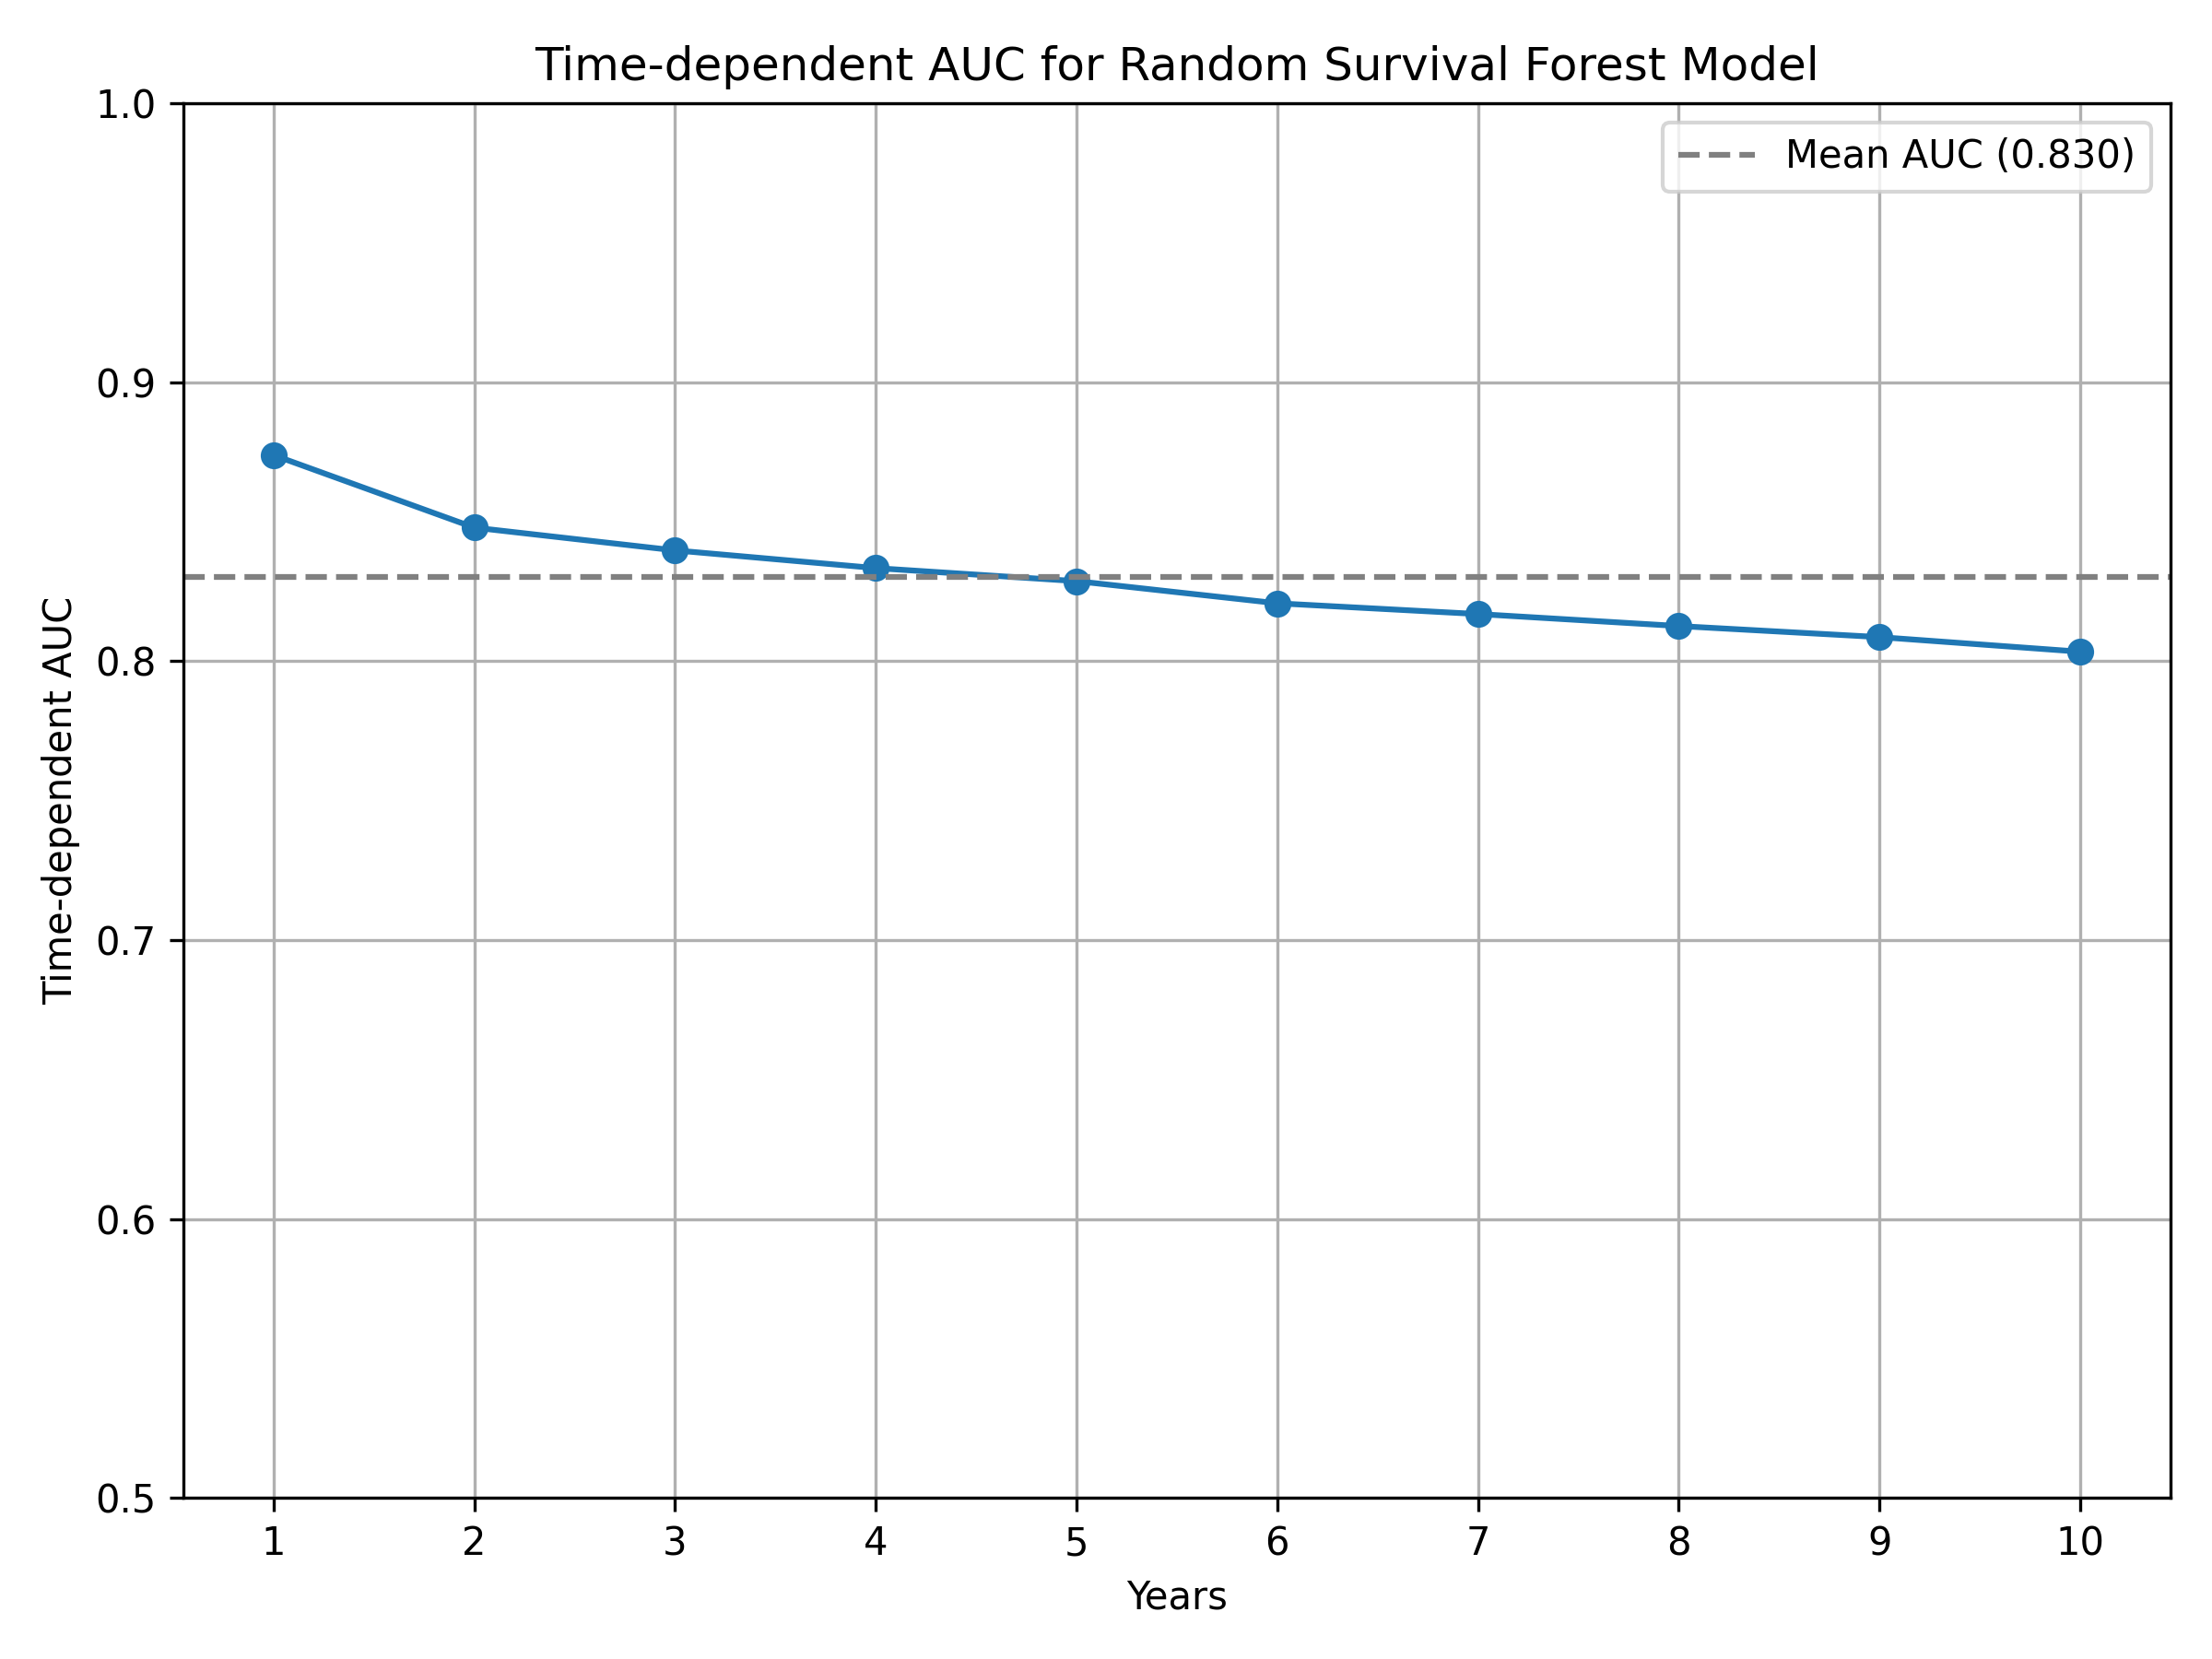 Time-dependent AUC for Random Survival Forest Model
Mean AUC (0.830)
Time-dependent AUC
1.0
0.9
0.8
0.7
0.6
0.5
1 2 3 4 5 6 7 8 9 10
Years